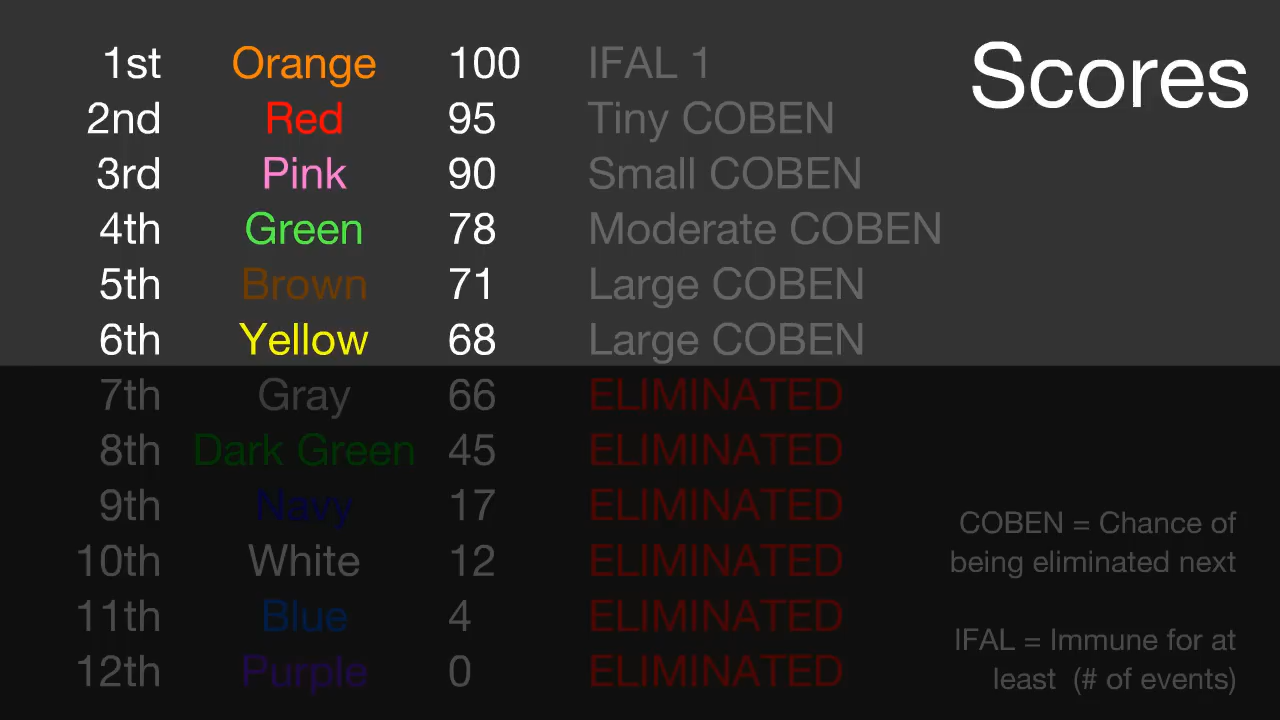 Scores
1st Orange 100 IFAL 1
2nd Red 95 Tiny COBEN
3rd Pink 90 Small COBEN
4th Green 78 Moderate COBEN
5th Brown 71 Large COBEN
6th Yellow 68 Large COBEN
7th Gray 66 ELIMINATED
8th Dark Green 45 ELIMINATED
9th Navy 17 ELIMINATED
10th White 12 ELIMINATED
11th Blue 4 ELIMINATED
12th Purple 0 ELIMINATED
COBEN = Chance of
being eliminated next
IFAL = Immune for at
least (# of events)